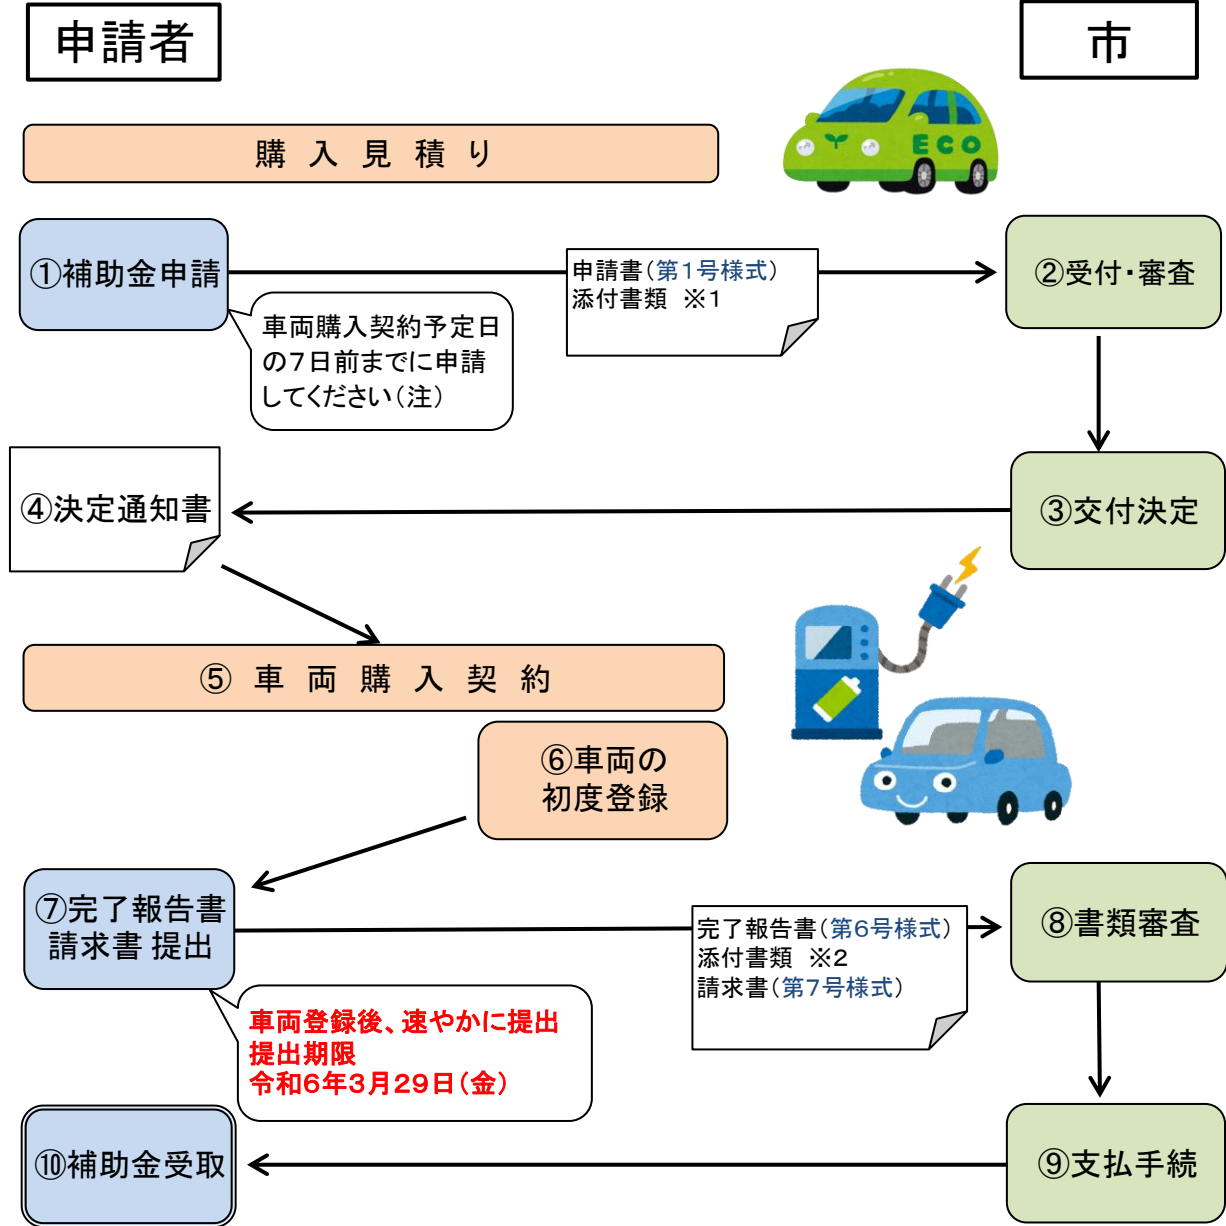 申請者
市
購入見積り
ECO
①補助金申請
申請書(第1号様式)
添付書類 ※1
②受付・審査
車両購入契約予定日
の7日前までに申請
してください(注)
④決定通知書
③交付決定
⑤車両購入契約
⑥車両の
初度登録
⑦完了報告書
請求書 提出
完了報告書(第6号様式)
添付書類 ※2
請求書(第7号様式)
⑧書類審査
車両登録後、速やかに提出
提出期限
令和6年3月29日(金)
⑩補助金受取
⑨支払手続